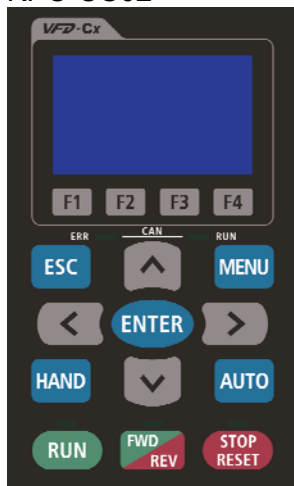 VFD-Cx
F1 F2 F3 F4
ERR CAN RUN
ESC MENU
ENTER
HAND AUTO
RUN FWD REV STOP RESET